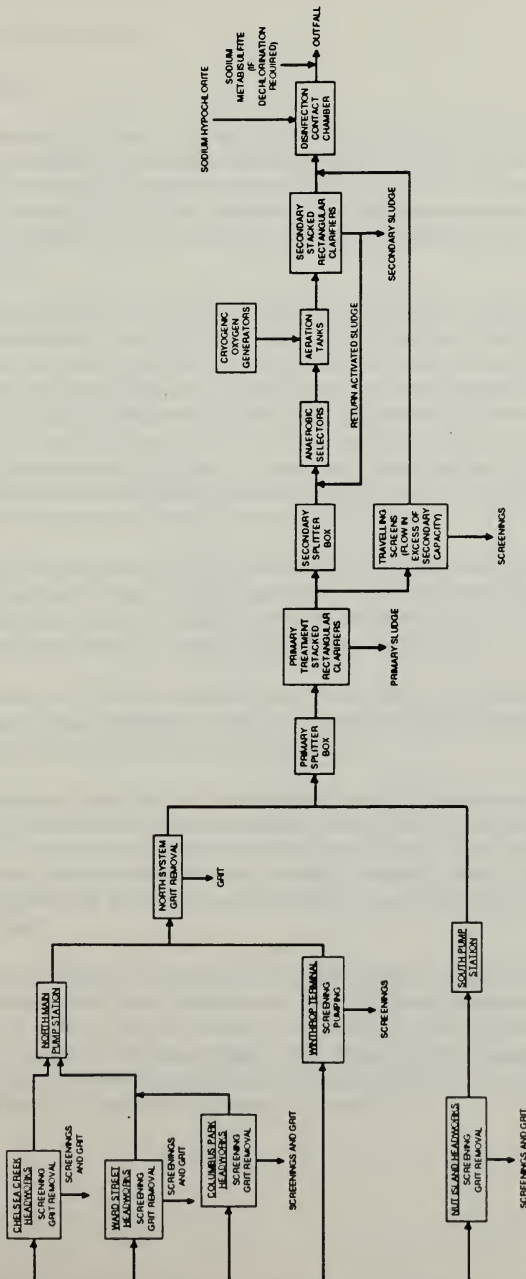 CHELSEA CREEK
HEADWORKS
SCREENING
GRIT REMOVAL
SCREENINGS
AND GRIT
WARD STREET
HEADWORKS
SCREENING
GRIT REMOVAL
SCREENINGS
AND GRIT
COLUMBUS PARK
HEADWORKS
SCREENING
GRIT REMOVAL
SCREENINGS AND GRIT
NORTH MAIN
PUMP STATION
WINTHROP TERMINAL
SCREENING
PUMPING
SCREENINGS
NUT ISLAND HEADWORKS
SCREENING
GRIT REMOVAL
SCREENINGS AND GRIT
NORTH SYSTEM
GRIT REMOVAL
GRIT
SOUTH PUMP
STATION
PRIMARY
SPLITTER
BOX
PRIMARY
TREATMENT
STACKED
RECTANGULAR
CLARIFIERS
PRIMARY SLUDGE
SECONDARY
SPLITTER
BOX
TRAVELLING
SCREENS
(FLOW IN
EXCESS OF
SECONDARY
CAPACITY)
SCREENINGS
ANAEROBIC
SELECTORS
RETURN ACTIVATED SLUDGE
CRYOGENIC
OXYGEN
GENERATORS
AERATION
TANKS
SECONDARY
STACKED
RECTANGULAR
CLARIFIERS
SECONDARY SLUDGE
SODIUM HYPOCHLORITE
DISINFECTION
CONTACT
CHAMBER
SODIUM
METABISULFITE
(IF
DECHLORINATION
REQUIRED)
OUTFALL